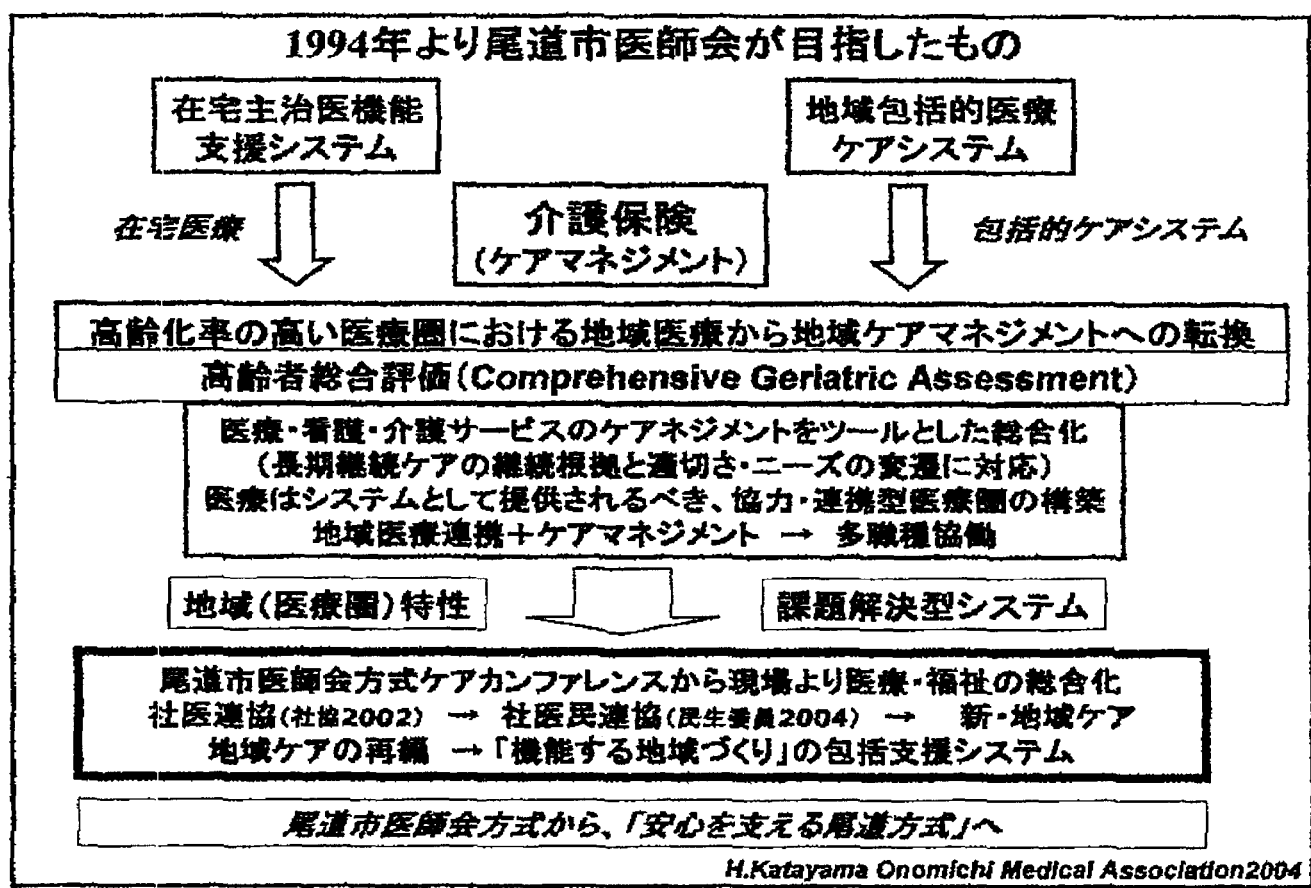 1994年より尾道市医師会が目指したもの
在宅主治医機能
支援システム
地域包括的医療
ケアシステム
在宅医療
介護保険
(ケアマネジメント)
包括的ケアシステム
高齢化率の高い医療圏における地域医療から地域ケアマネジメントへの転換
高齢者総合評価(Comprehensive Geriatric Assessment)
医療・看護・介護サービスのケアネジメントをツールとした総合化
(長期継続ケアの継続根拠と適切さ・ニーズの変遷に対応)
医療はシステムとして提供されるべき、協力・連携型医療圏の構築
地域医療連携+ケアマネジメント → 多職種協働
地域(医療圏)特性
課題解決型システム
尾道市医師会方式ケアカンファレンスから現場より医療・福祉の総合化
社医連協(社協2002) → 社医民連協(民生委員2004) → 新・地域ケア
地域ケアの再編 →「機能する地域づくり」の包括支援システム
尾道市医師会方式から、「安心を支える尾道方式」へ
H.Katayama Onomichi Medical Association2004